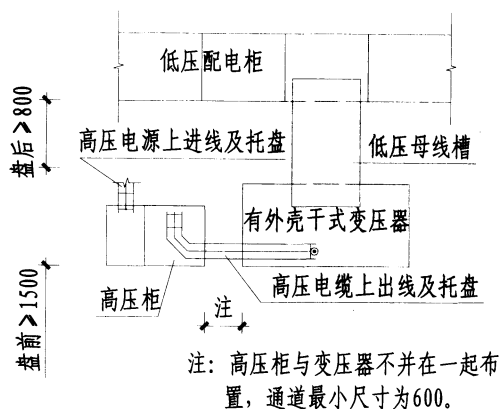 低压配电柜
盘后>800
高压电源上进线及托盘
低压母线槽
有外壳干式变压器
盘前>1500
高压柜
注
高压电缆上出线及托盘
注：高压柜与变压器不并在一起布
置，通道最小尺寸为600。